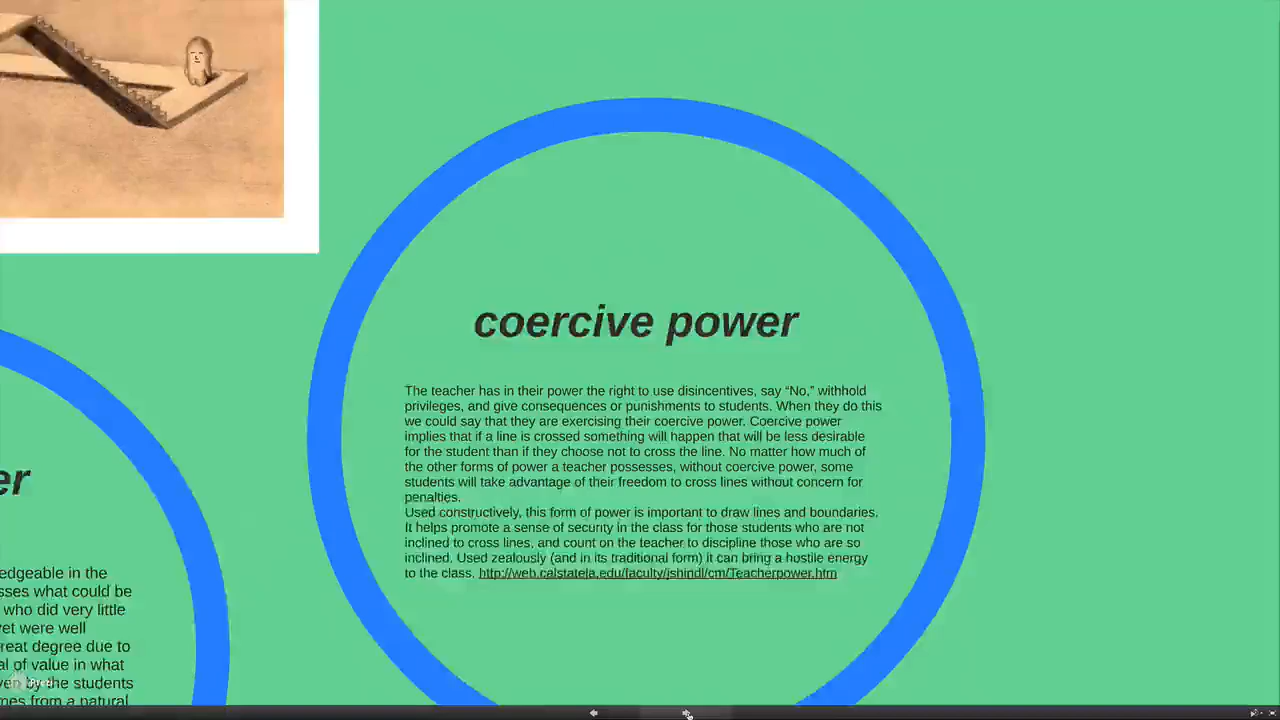 coercive power
The teacher has in their power the right to use disincentives, say “No,” withhold
privileges, and give consequences or punishments to students. When they do this
we could say that they are exercising their coercive power. Coercive power
implies that if a line is crossed something will happen that will be less desirable
for the student than if they choose not to cross the line. No matter how much of
the other forms of power a teacher possesses, without coercive power, some
students will take advantage of their freedom to cross lines without concern for
penalties.
Used constructively, this form of power is important to draw lines and boundaries.
It helps promote a sense of security in the class for those students who are not
inclined to cross lines, and count on the teacher to discipline those who are so
inclined. Used zealously (and in its traditional form) it can bring a hostile energy
to the class. http://web.calstatela.edu/faculty/jshindl/cm/Teacherpower.htm
er
edgeable in the
sses what could be
who did very little
yet were well
reat degree due to
al of value in what
ven by the students
mes from a natural
Prezi